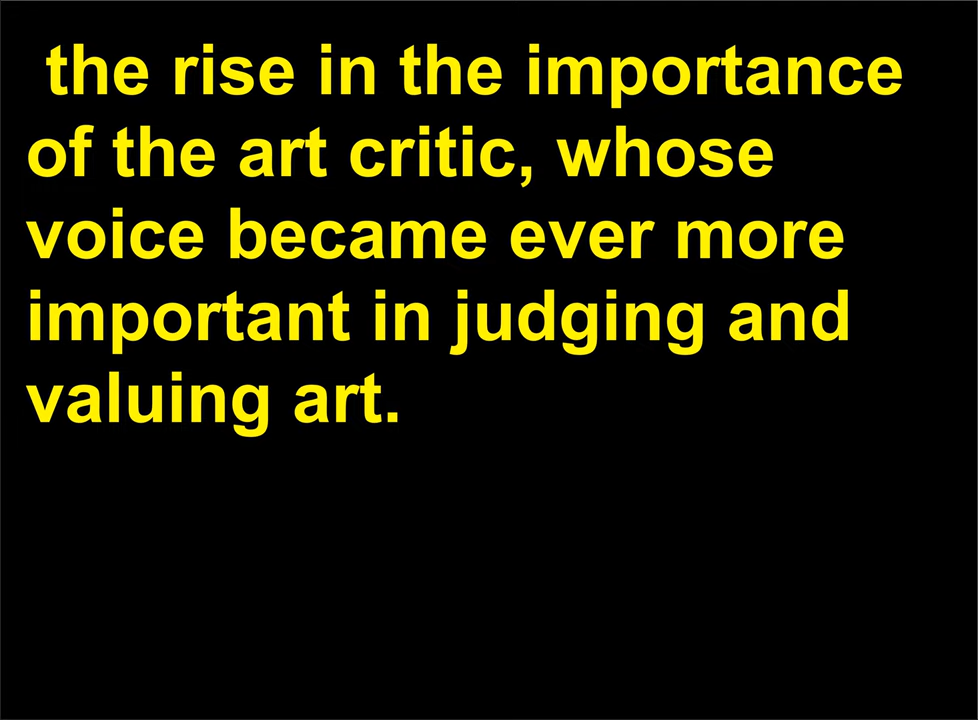 the rise in the importance
of the art critic, whose
voice became ever more
important in judging and
valuing art.